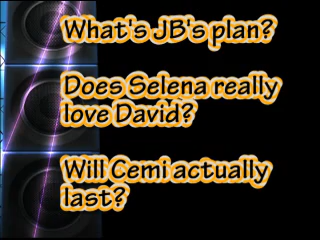 What's JB's plan?
Does Selena really
love David?
Will Cemi actually
last?